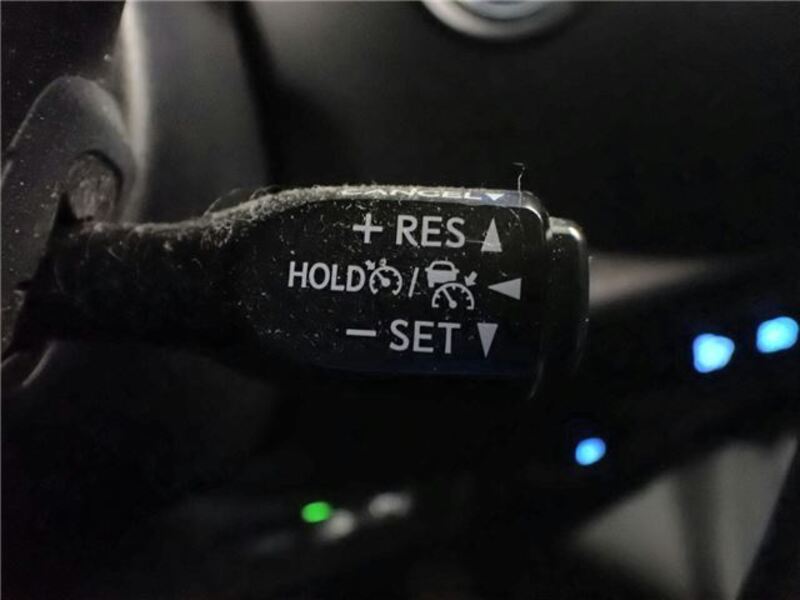 CANCEL▼
+ RES ▲
HOLD / ◀
− SET ▼